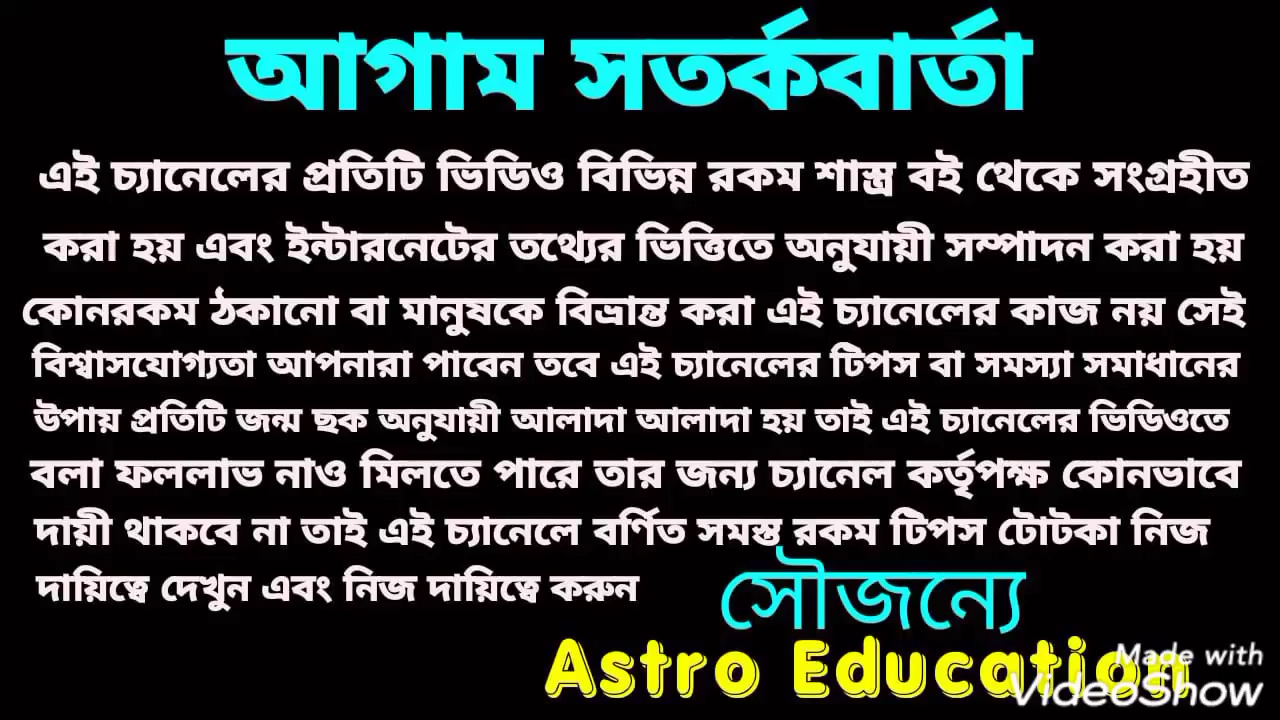 আগাম সতর্কবার্তা
এই চ্যানেলের প্রতিটি ভিডিও বিভিন্ন রকম শাস্ত্র বই থেকে সংগ্রহীত
করা হয় এবং ইন্টারনেটের তথ্যের ভিত্তিতে অনুযায়ী সম্পাদন করা হয়
কোনরকম ঠকানো বা মানুষকে বিভ্রান্ত করা এই চ্যানেলের কাজ নয় সেই
বিশ্বাসযোগ্যতা আপনারা পাবেন তবে এই চ্যানেলের টিপস বা সমস্যা সমাধানের
উপায় প্রতিটি জন্ম ছক অনুযায়ী আলাদা আলাদা হয় তাই এই চ্যানেলের ভিডিওতে
বলা ফললাভ নাও মিলতে পারে তার জন্য চ্যানেল কর্তৃপক্ষ কোনভাবে
দায়ী থাকবে না তাই এই চ্যানেলে বর্ণিত সমস্ত রকম টিপস টোটকা নিজ
দায়িত্বে দেখুন এবং নিজ দায়িত্বে করুন
সৌজন্যে
Astro Education
Made with
VideoShow